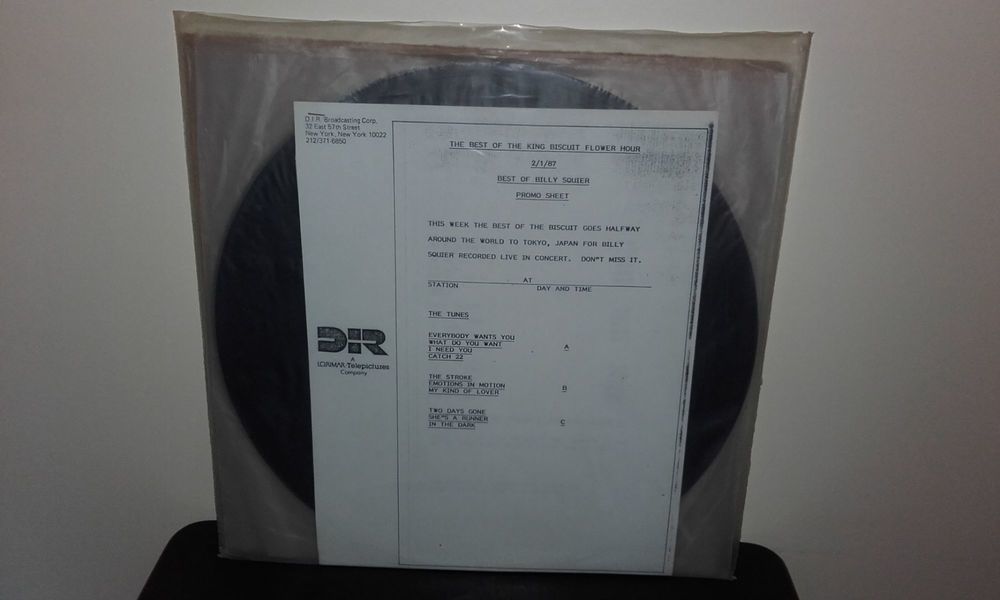 D.I.R. Broadcasting Corp.
32 East 57th Street
New York, New York 10022
212/371-6850
THE BEST OF THE KING BISCUIT FLOWER HOUR
2/1/87
BEST OF BILLY SQUIER
PROMO SHEET
THIS WEEK THE BEST OF THE BISCUIT GOES HALFWAY
AROUND THE WORLD TO TOKYO, JAPAN FOR BILLY
SQUIER RECORDED LIVE IN CONCERT. DON"T MISS IT.
AT
STATION DAY AND TIME
THE TUNES
EVERYBODY WANTS YOU
WHAT DO YOU WANT A
I NEED YOU
CATCH 22
THE STROKE
EMOTIONS IN MOTION B
MY KIND OF LOVER
TWO DAYS GONE
SHE"S A RUNNER C
IN THE DARK
DIR
A
LORIMAR-Telepictures
Company